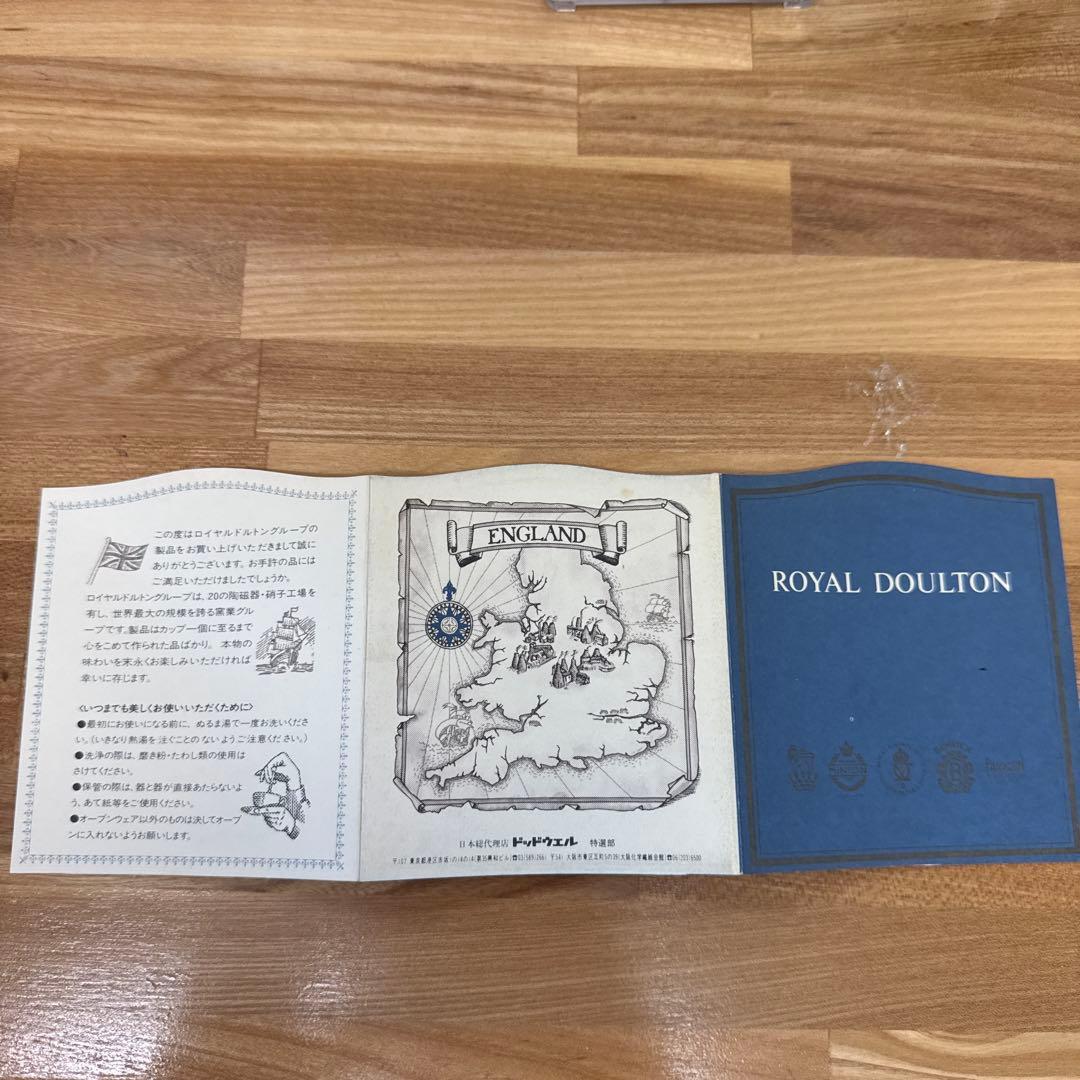 この度はロイヤルドルトングループの
製品をお買い上げいただきまして誠に
ありがとうございます。お手許の品には
ご満足いただけましたでしょうか。
ロイヤルドルトングループは、20の陶磁器・硝子工場を
有し、世界最大の規模を誇る窯業グル
ープです。製品はカップ一個に至るまで
心をこめて作られた品ばかり。本物の
味わいを末永くお楽しみいただければ
幸いに存じます。
〈いつまでも美しくお使いいただくために〉
●最初にお使いになる前に、ぬるま湯で一度お洗いくださ
い。(いきなり熱湯を注ぐことのないようご注意ください。)
●洗浄の際は、磨き粉・たわし類の使用は
さけてください。
●保管の際は、器と器が直接あたらないよ
う、あて紙等をご使用ください。
●オーブンウェア以外のものは決してオーブ
ンに入れないようお願いします。
ENGLAND
日本総代理店 ドッドウエル 特選部
〒107 東京都港区赤坂
ROYAL DOULTON